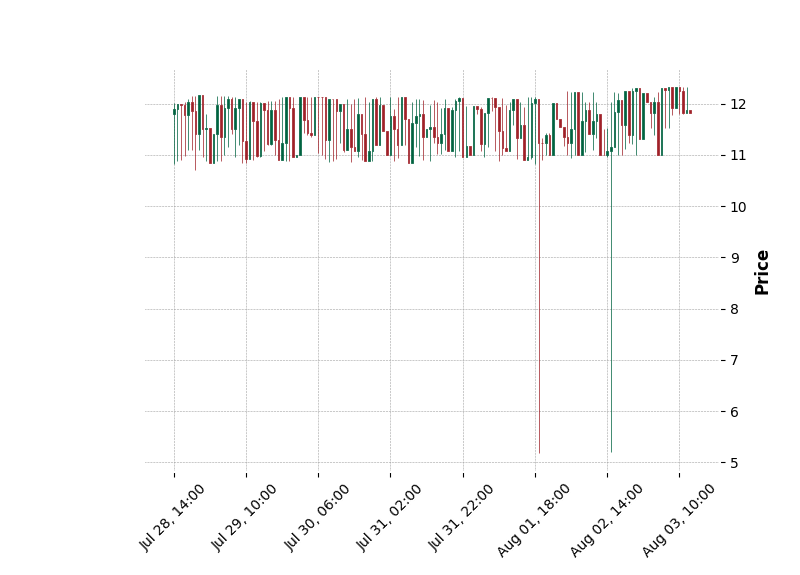 12
11
10
9
8
7
6
5
Price
Jul 28, 14:00
Jul 29, 10:00
Jul 30, 06:00
Jul 31, 02:00
Jul 31, 22:00
Aug 01, 18:00
Aug 02, 14:00
Aug 03, 10:00